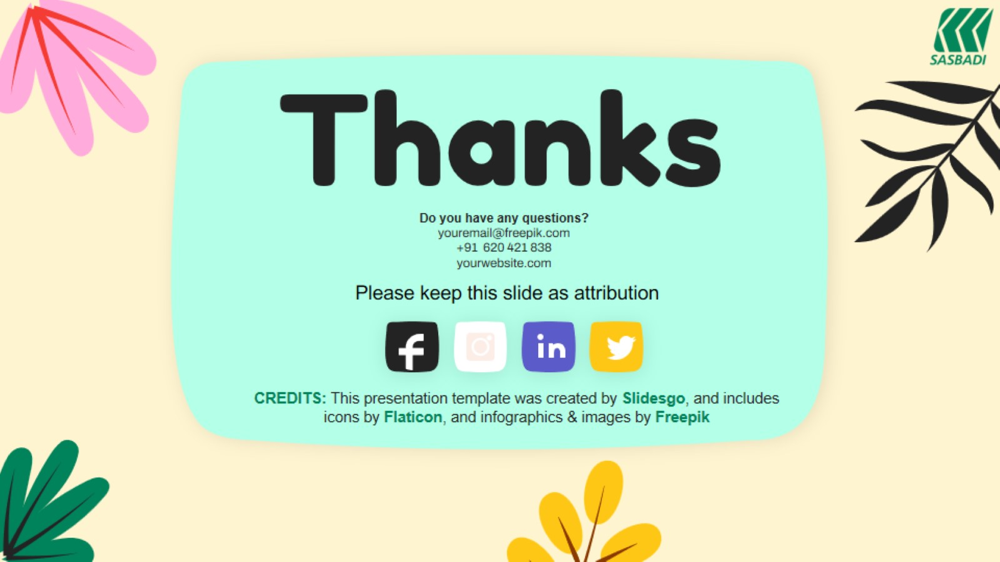 SASBADI
Thanks
Do you have any questions?
youremail@freepik.com
+91 620 421 838
yourwebsite.com
Please keep this slide as attribution
f
in
CREDITS: This presentation template was created by Slidesgo, and includes
icons by Flaticon, and infographics & images by Freepik